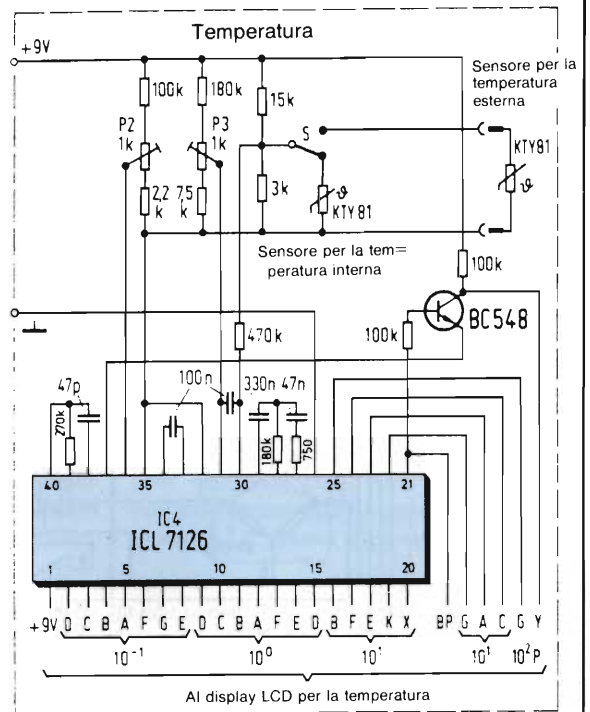 Temperatura
+9V
Sensore per la
temperatura
esterna
100k
180k
15k
P2
1k
P3
1k
S
KTY81
ϑ
2,2
k
7,5
k
3k
ϑ
KTY 81
Sensore per la tem=
peratura interna
100k
BC548
100k
470k
47p
270k
100n
330n
47n
180k
750
40
35
30
25
21
IC4
ICL 7126
1
5
10
15
20
+9V D C B A F G E D C B A F E D B F E K X BP G A C G Y
10⁻¹
10⁰
10¹
10¹
10²P
Al display LCD per la temperatura